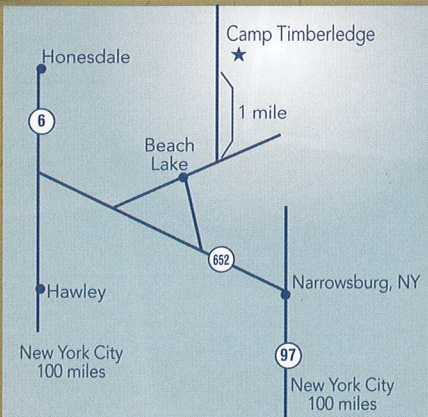 Camp Timberledge
Honesdale
6
1 mile
Beach
Lake
652
Hawley
Narrowsburg, NY
New York City
100 miles
97
New York City
100 miles